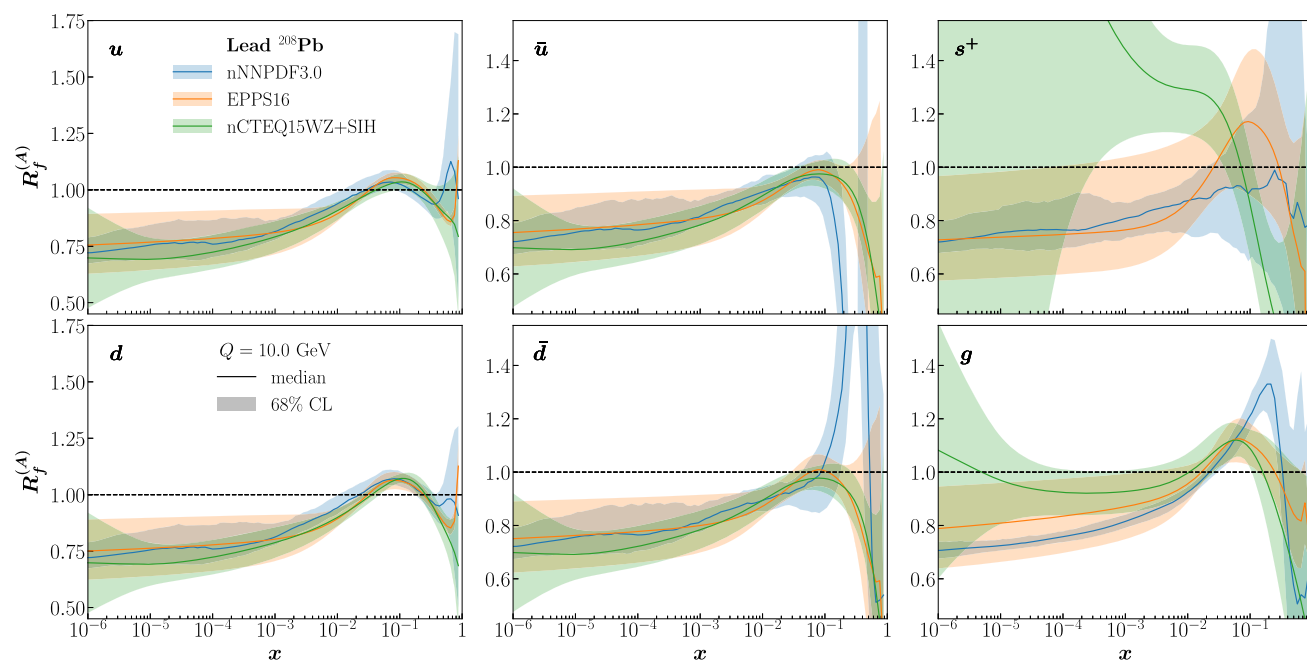 1.75
1.50
1.25
1.00
0.75
0.50
R_f^{(A)}
u
Lead ²⁰⁸Pb
nNNPDF3.0
EPPS16
nCTEQ15WZ+SIH
1.4
1.2
1.0
0.8
0.6
ū
1.4
1.2
1.0
0.8
0.6
s⁺
1.75
1.50
1.25
1.00
0.75
0.50
R_f^{(A)}
d
Q = 10.0 GeV
median
68% CL
1.4
1.2
1.0
0.8
0.6
d̄
1.4
1.2
1.0
0.8
0.6
g
10⁻⁶ 10⁻⁵ 10⁻⁴ 10⁻³ 10⁻² 10⁻¹ 1
x
10⁻⁶ 10⁻⁵ 10⁻⁴ 10⁻³ 10⁻² 10⁻¹ 1
x
10⁻⁶ 10⁻⁵ 10⁻⁴ 10⁻³ 10⁻² 10⁻¹
x